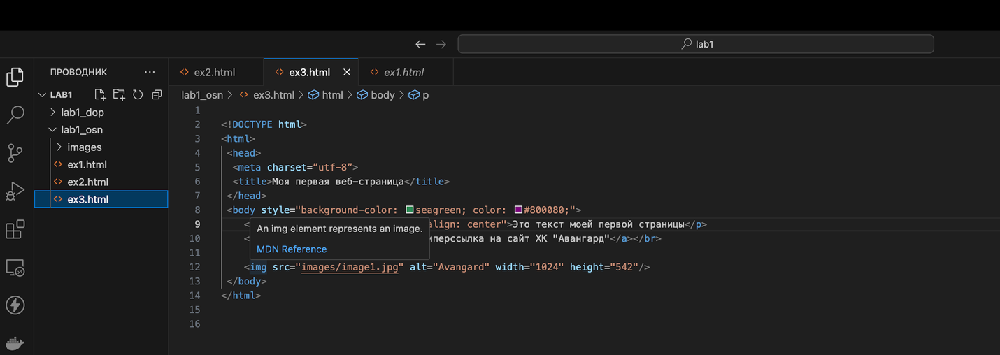 lab1
ПРОВОДНИК ···
ex2.html
ex3.html
ex1.html
LAB1
lab1_osn > ex3.html > html > body > p
lab1_dop
lab1_osn
images
ex1.html
ex2.html
ex3.html
1
2 <!DOCTYPE html>
3 <html>
4 <head>
5 <meta charset=”utf-8”>
6 <title>Моя первая веб-страница</title>
7 </head>
8 <body style="background-color: seagreen; color: #800080;">
9 < align: center">Это текст моей первой страницы</p>
An img element represents an image.
10 < иперссылка на сайт ХК "Авангард"</a></br>
MDN Reference
11
12 <img src="images/image1.jpg" alt="Avangard" width="1024" height="542"/>
13 </body>
14 </html>
15
16